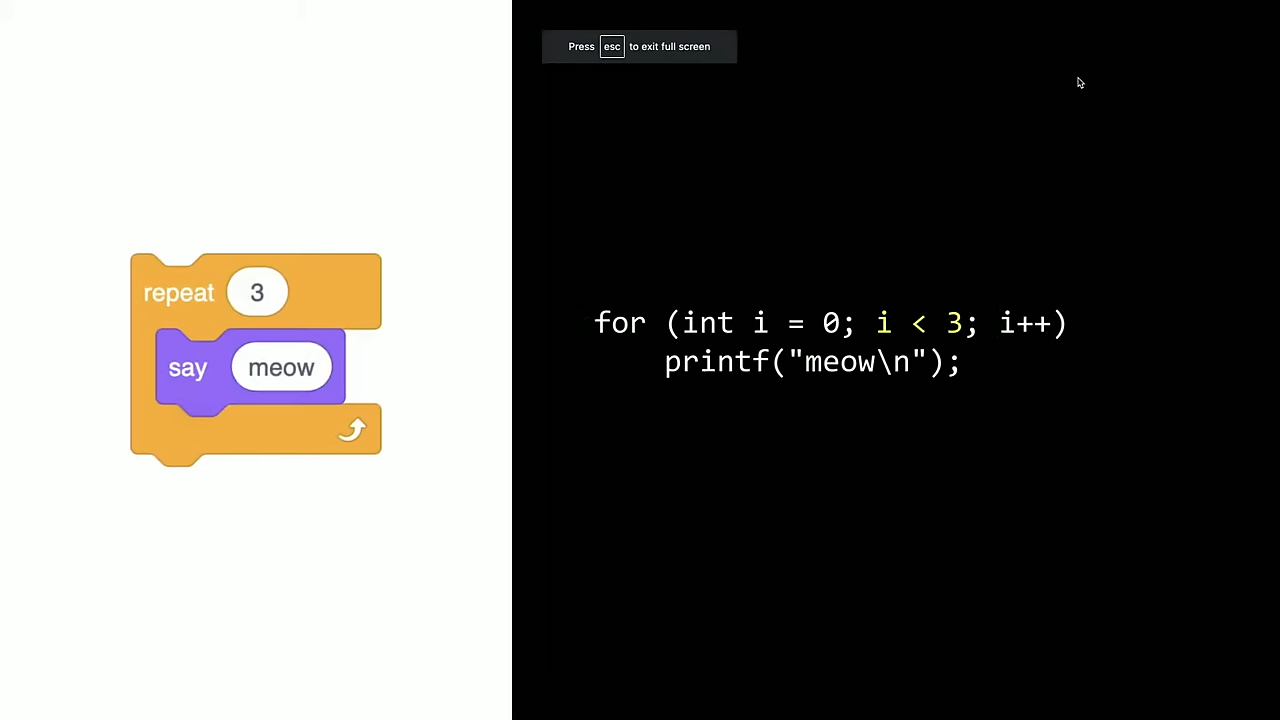 Press esc to exit full screen
repeat 3
say meow
for (int i = 0; i < 3; i++)
printf("meow\n");